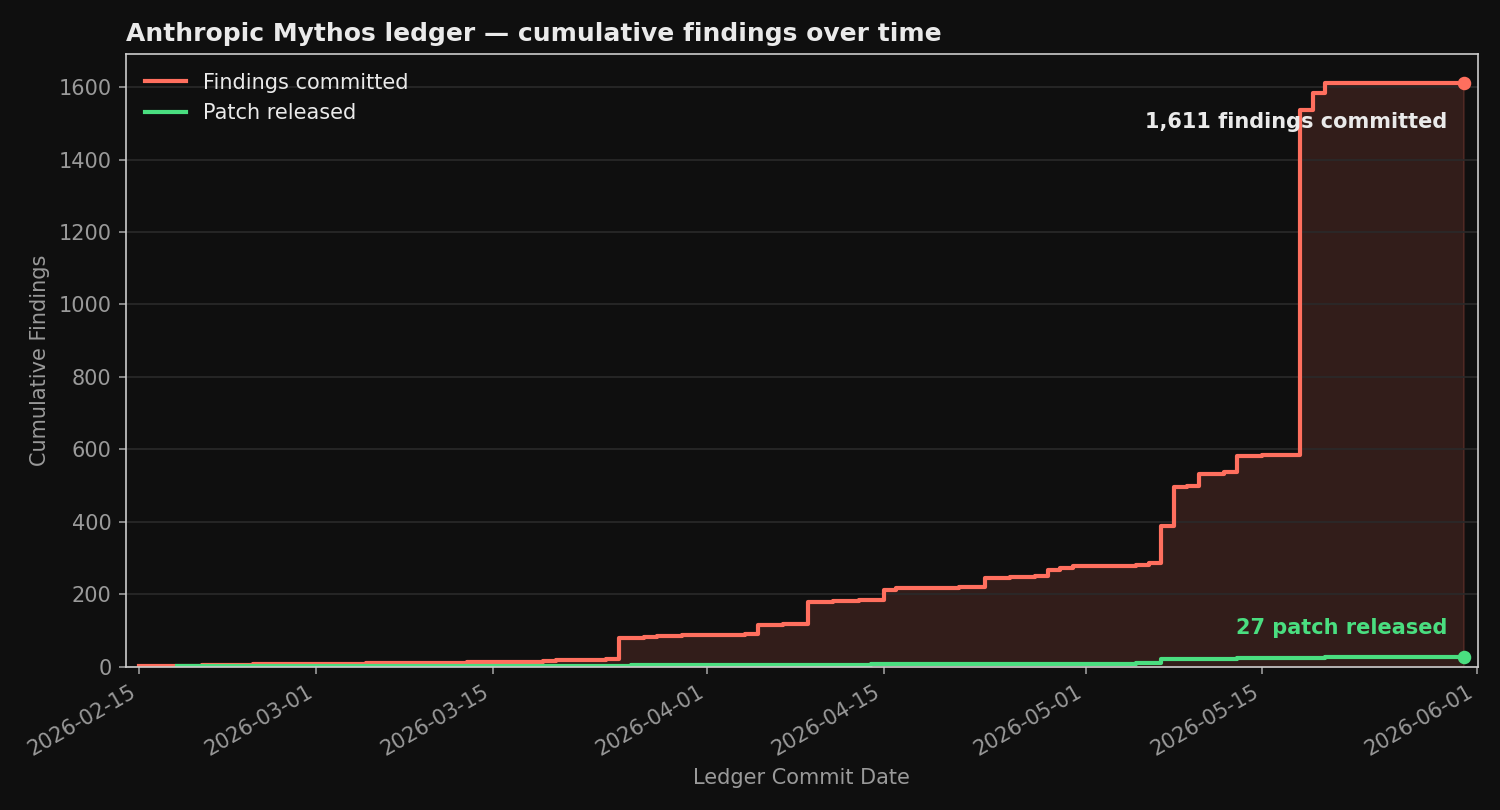 Anthropic Mythos ledger — cumulative findings over time
Findings committed
Patch released
1600
1400
1200
1000
800
600
400
200
0
Cumulative Findings
1,611 findings committed
27 patch released
2026-02-15
2026-03-01
2026-03-15
2026-04-01
2026-04-15
2026-05-01
2026-05-15
2026-06-01
Ledger Commit Date